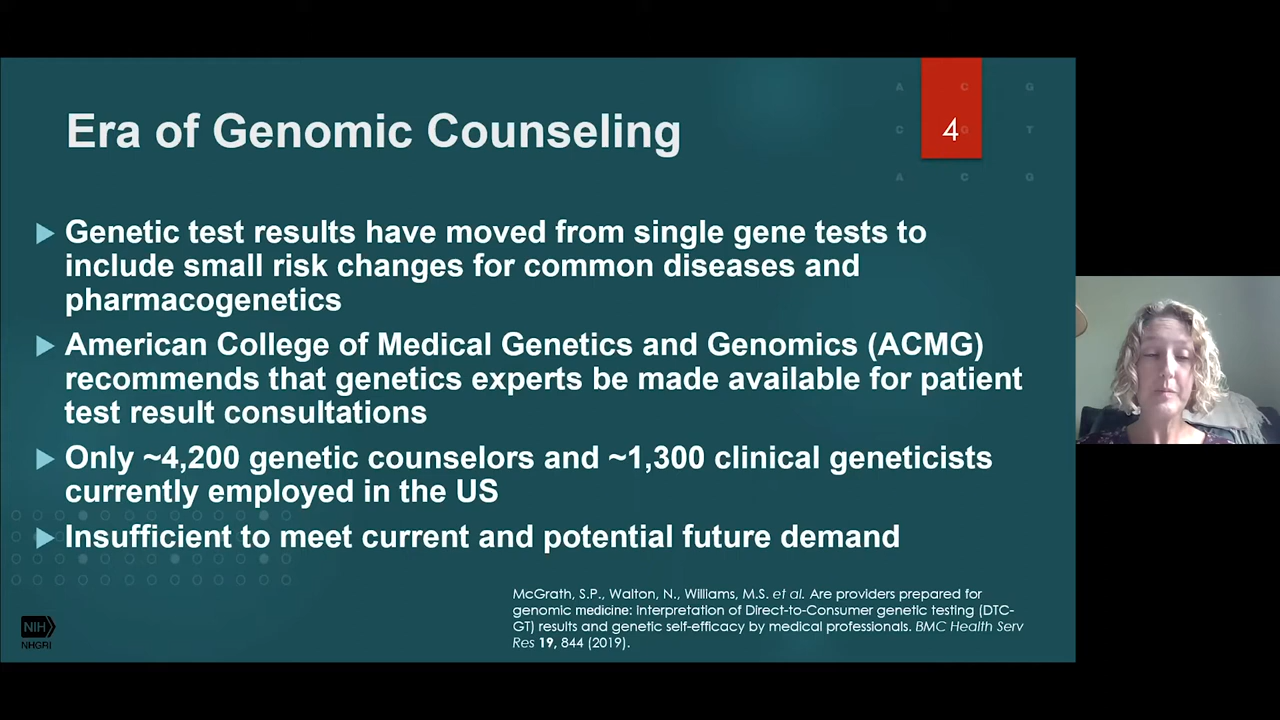 A C G
Era of Genomic Counseling
4
C G T
A C G
Genetic test results have moved from single gene tests to
include small risk changes for common diseases and
pharmacogenetics
American College of Medical Genetics and Genomics (ACMG)
recommends that genetics experts be made available for patient
test result consultations
Only ~4,200 genetic counselors and ~1,300 clinical geneticists
currently employed in the US
Insufficient to meet current and potential future demand
McGrath, S.P., Walton, N., Williams, M.S. et al. Are providers prepared for
genomic medicine: interpretation of Direct-to-Consumer genetic testing (DTC-
GT) results and genetic self-efficacy by medical professionals. BMC Health Serv
Res 19, 844 (2019).
NIH
NHGRI